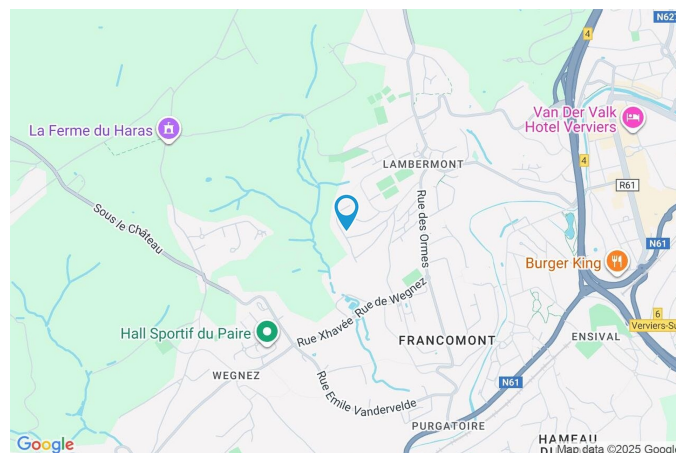 N627
4
Van Der Valk
Hotel Verviers
La Ferme du Haras
LAMBERMONT
4
R61
Sous le Château
Rue des Ormes
N61
Burger King
Rue Xhavée
Rue de Wegnez
6
Verviers-Su
Hall Sportif du Paire
FRANCOMONT
ENSIVAL
WEGNEZ
N61
Rue Emile Vandervelde
PURGATOIRE
HAMEAU
Google
Map data ©2025 Google